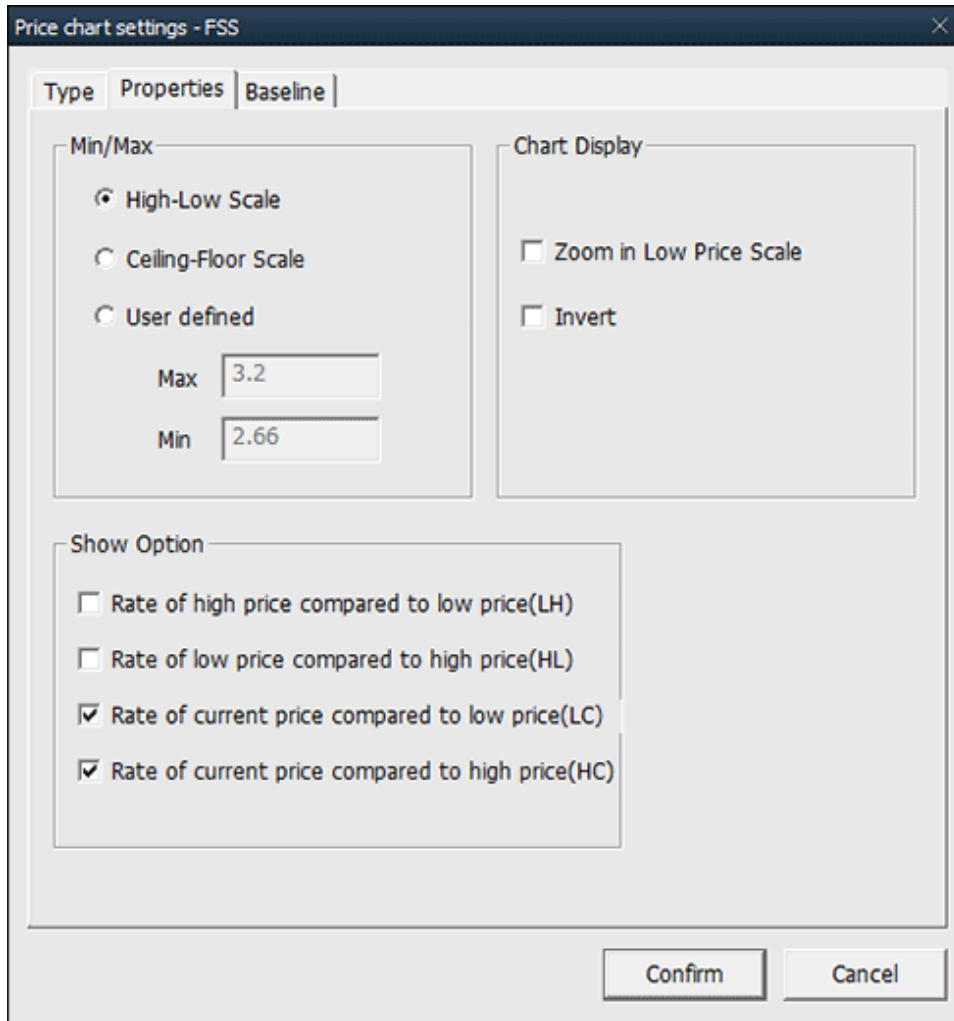 Price chart settings - FSS
Type Properties Baseline
Min/Max
High-Low Scale
Ceiling-Floor Scale
User defined
Max 3.2
Min 2.66
Chart Display
Zoom in Low Price Scale
Invert
Show Option
Rate of high price compared to low price(LH)
Rate of low price compared to high price(HL)
Rate of current price compared to low price(LC)
Rate of current price compared to high price(HC)
Confirm Cancel